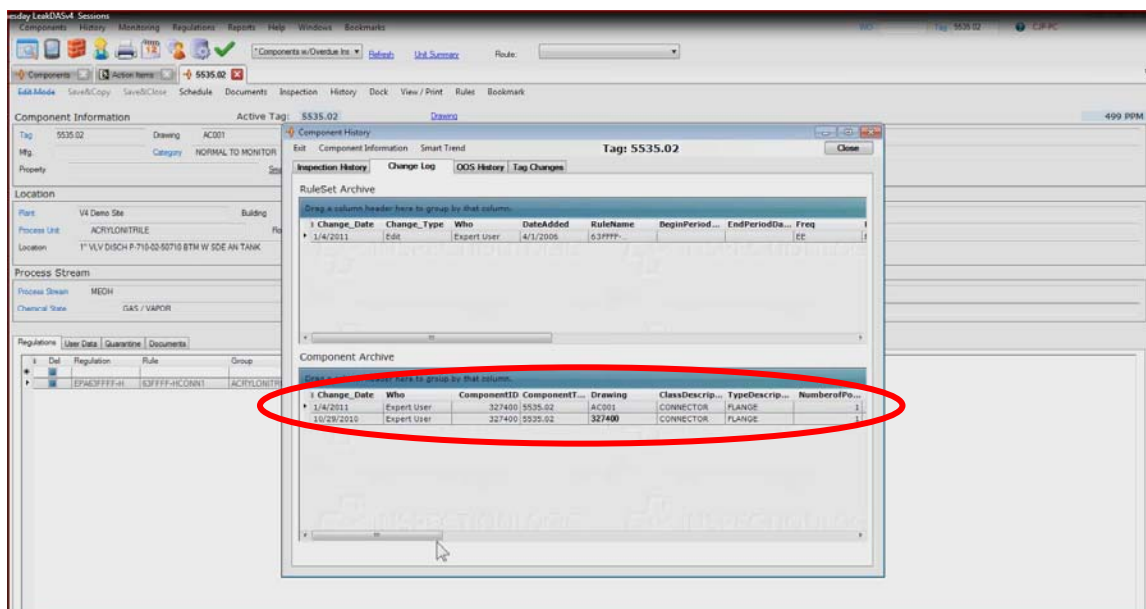 esday LeakDASv4 Sessions
Components History Monitoring Regulations Reports Help Windows Bookmarks Tag 5535.02 CJF-PC
*Components w/Overdue Ins Refresh Unit Summary Route:
Components Action Items 5535.02
Edit Mode Save&Copy Save&Close Schedule Documents Inspection History Dock View / Print Rules Bookmark
Component Information Active Tag: 5535.02 Drawing 499 PPM
Tag 5535.02 Drawing AC001
Mfg. Category NORMAL TO MONITOR
Property
Location
Plant V4 Demo Site Building
Process Unit ACRYLONITRILE
Location 1" VLV DISCH P-710-02-50710 BTM W SDE AN TANK
Process Stream
Process Stream MEOH
Chemical State GAS / VAPOR
Regulations User Data Quarantine Documents
Del Regulation Rule Group
EPA63FFFF-H 63FFFF-HCONN1 ACRYLONITR
Component History
Exit Component Information Smart Trend Tag: 5535.02 Close
Inspection History Change Log OOS History Tag Changes
RuleSet Archive
Drag a column header here to group by that column.
Change_Date Change_Type Who DateAdded RuleName BeginPeriod... EndPeriodDa... Freq
1/4/2011 Edit Expert User 4/1/2006 63FFFF-... EE
Component Archive
Drag a column header here to group by that column.
Change_Date Who ComponentID ComponentT... Drawing ClassDescrip... TypeDescrip... NumberofPo...
1/4/2011 Expert User 327400 5535.02 AC001 CONNECTOR FLANGE 1
10/29/2010 Expert User 327400 5535.02 327400 CONNECTOR FLANGE 1